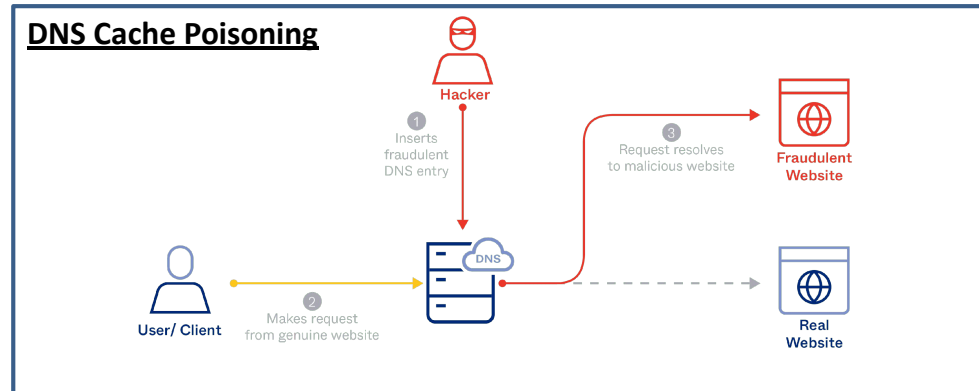 DNS Cache Poisoning
Hacker
1
Inserts
fraudulent
DNS entry
3
Request resolves
to malicious website
Fraudulent
Website
DNS
User/ Client
2
Makes request
from genuine website
Real
Website